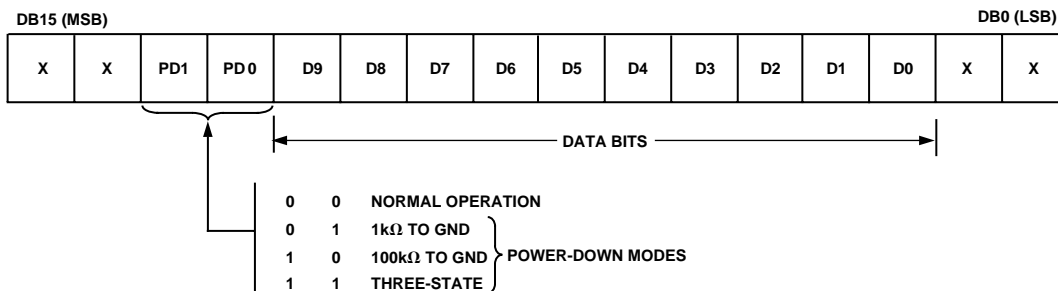 DB15 (MSB) DB0 (LSB)
X X PD1 PD0 D9 D8 D7 D6 D5 D4 D3 D2 D1 D0 X X
DATA BITS
0 0 NORMAL OPERATION
0 1 1kΩ TO GND
1 0 100kΩ TO GND POWER-DOWN MODES
1 1 THREE-STATE